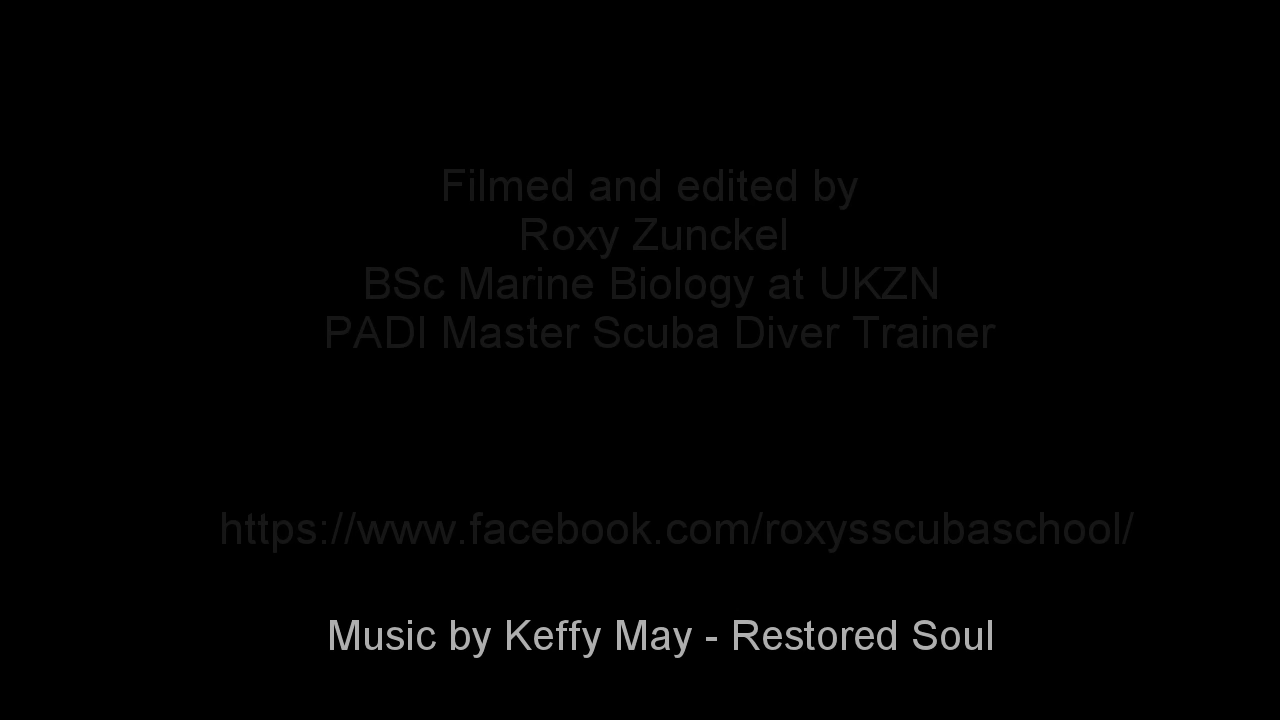 Filmed and edited by
Roxy Zunckel
BSc Marine Biology at UKZN
PADI Master Scuba Diver Trainer
https://www.facebook.com/roxysscubaschool/
Music by Keffy May - Restored Soul